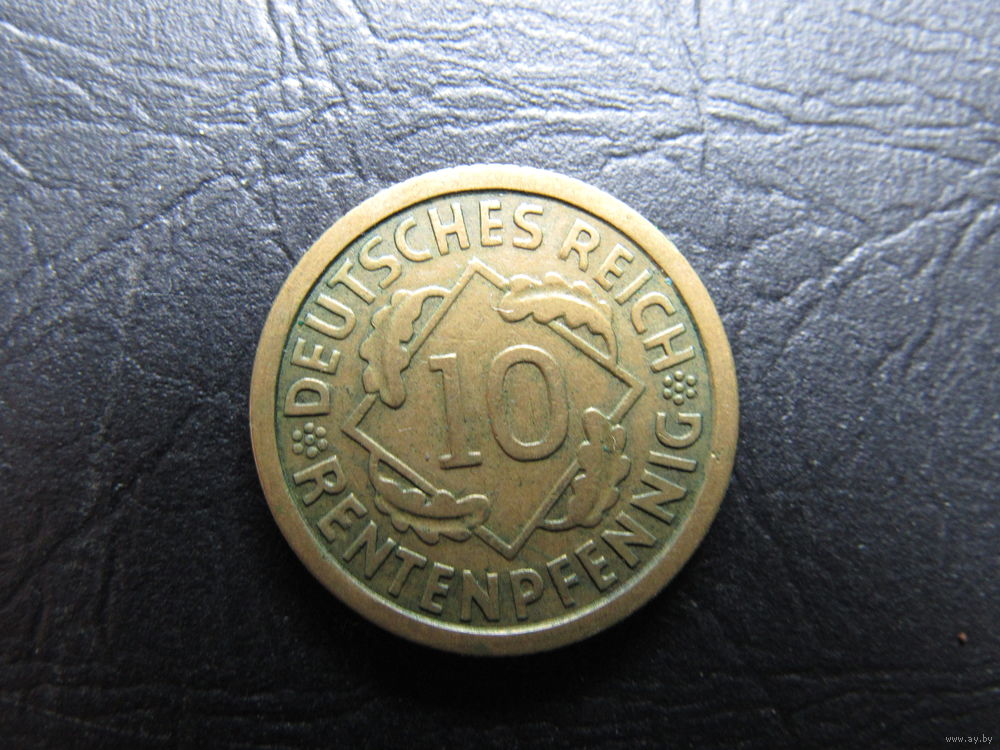 DEUTSCHES REICH
10
RENTENPFENNIG
www.ay.by